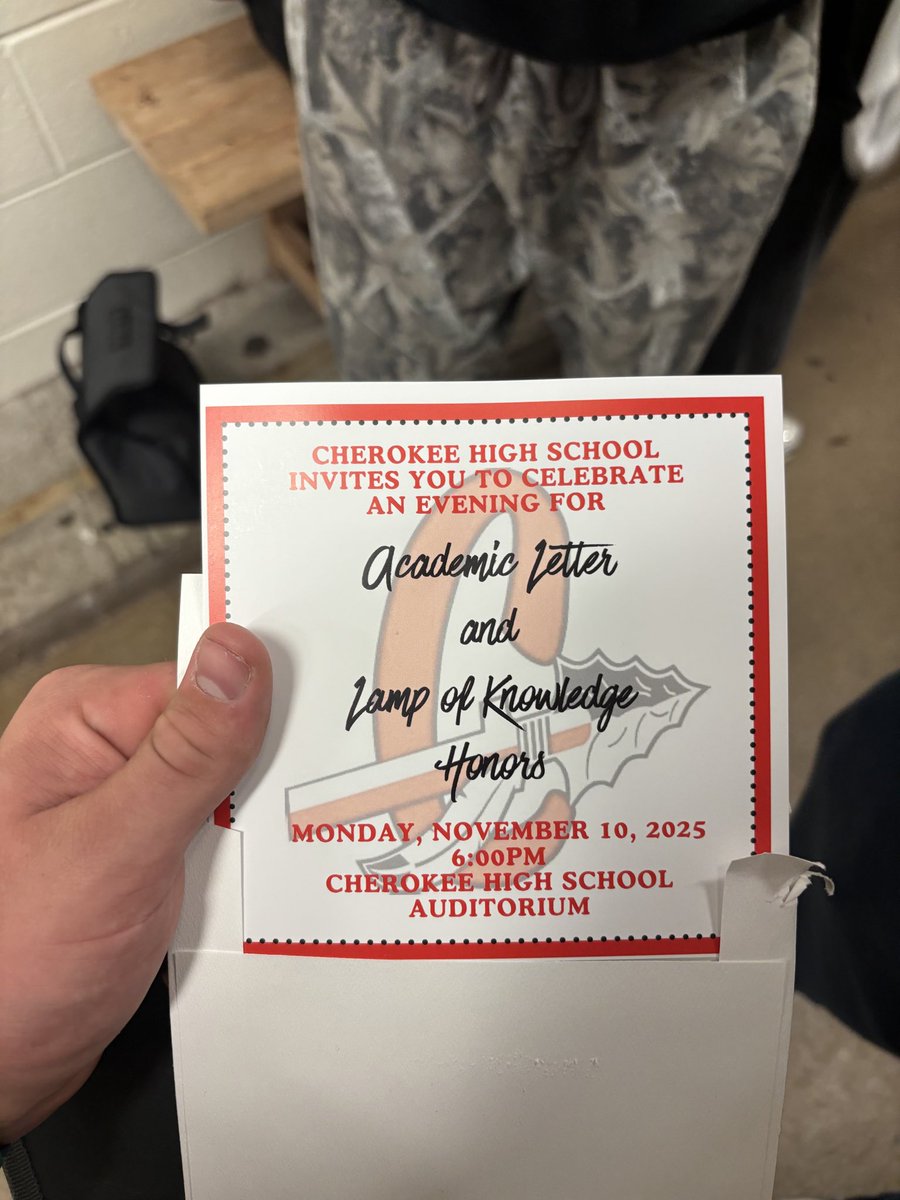 CHEROKEE HIGH SCHOOL
INVITES YOU TO CELEBRATE
AN EVENING FOR
Academic Letter
and
Lamp of Knowledge
Honors
MONDAY, NOVEMBER 10, 2025
6:00PM
CHEROKEE HIGH SCHOOL
AUDITORIUM